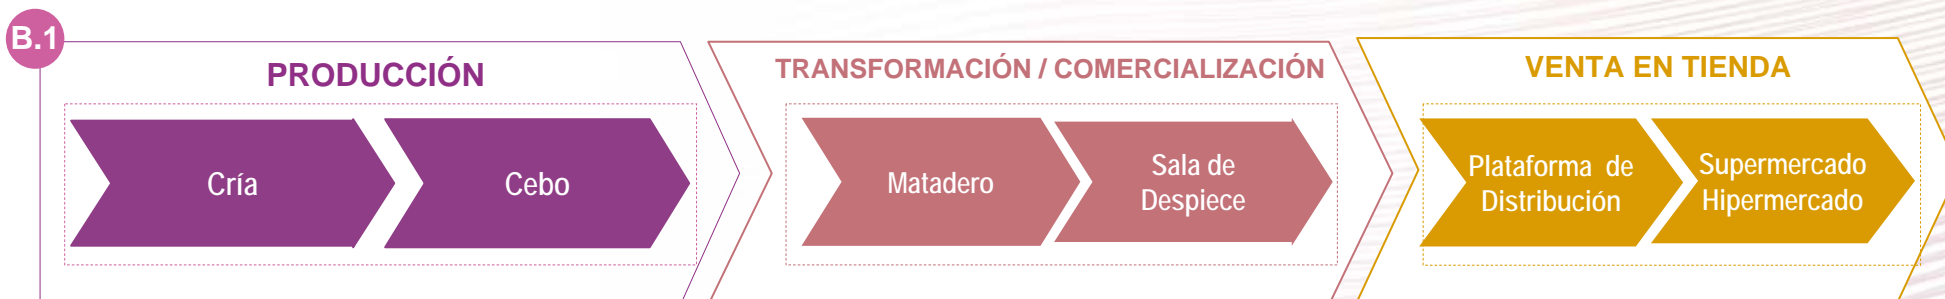 B.1
PRODUCCIÓN
Cría
Cebo
TRANSFORMACIÓN / COMERCIALIZACIÓN
Matadero
Sala de
Despiece
VENTA EN TIENDA
Plataforma de
Distribución
Supermercado
Hipermercado